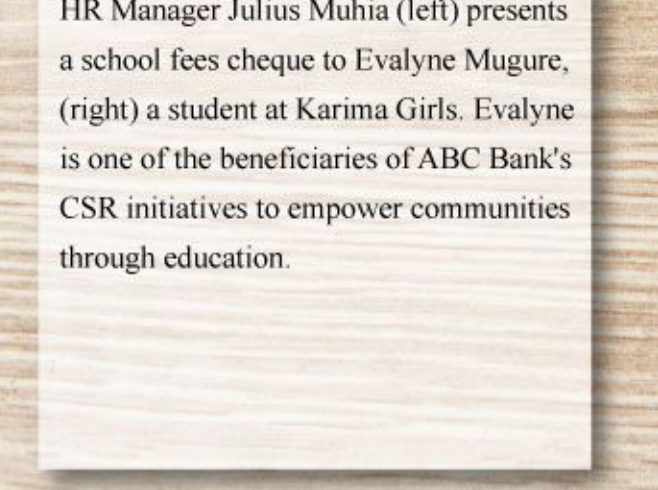 HR Manager Julius Muhia (left) presents
a school fees cheque to Evalyne Mugure,
(right) a student at Karima Girls. Evalyne
is one of the beneficiaries of ABC Bank's
CSR initiatives to empower communities
through education.